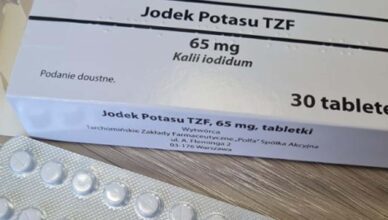 Jodek Potasu TZF
65 mg
Kalii iodidum
Podanie doustne.
30 tabletek
Jodek Potasu TZF, 65 mg, tabletki
Wytwórca
Tarchomińskie Zakłady Farmaceutyczne „Polfa” Spółka Akcyjna
ul. A. Fleminga 2
03-176 Warszawa